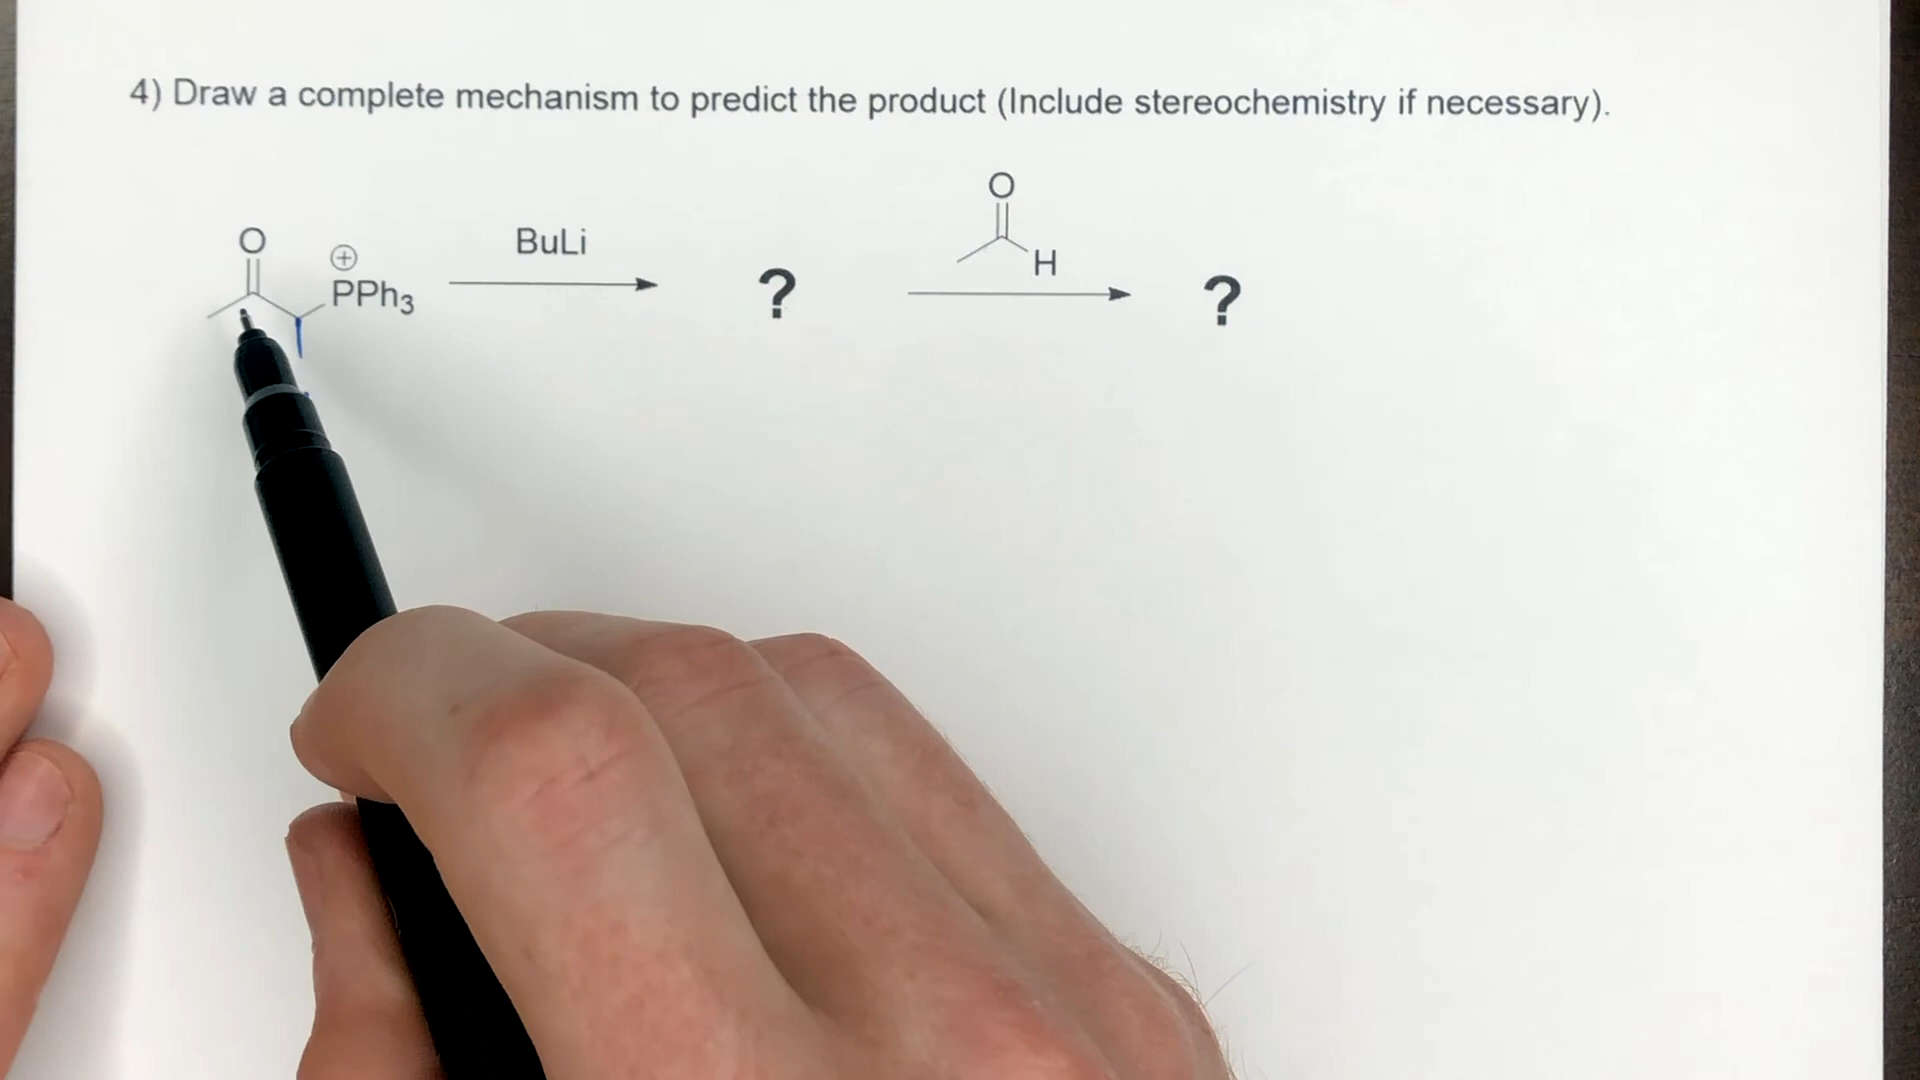 4) Draw a complete mechanism to predict the product (Include stereochemistry if necessary).
O
O ⊕ BuLi H
PPh₃ ? ?